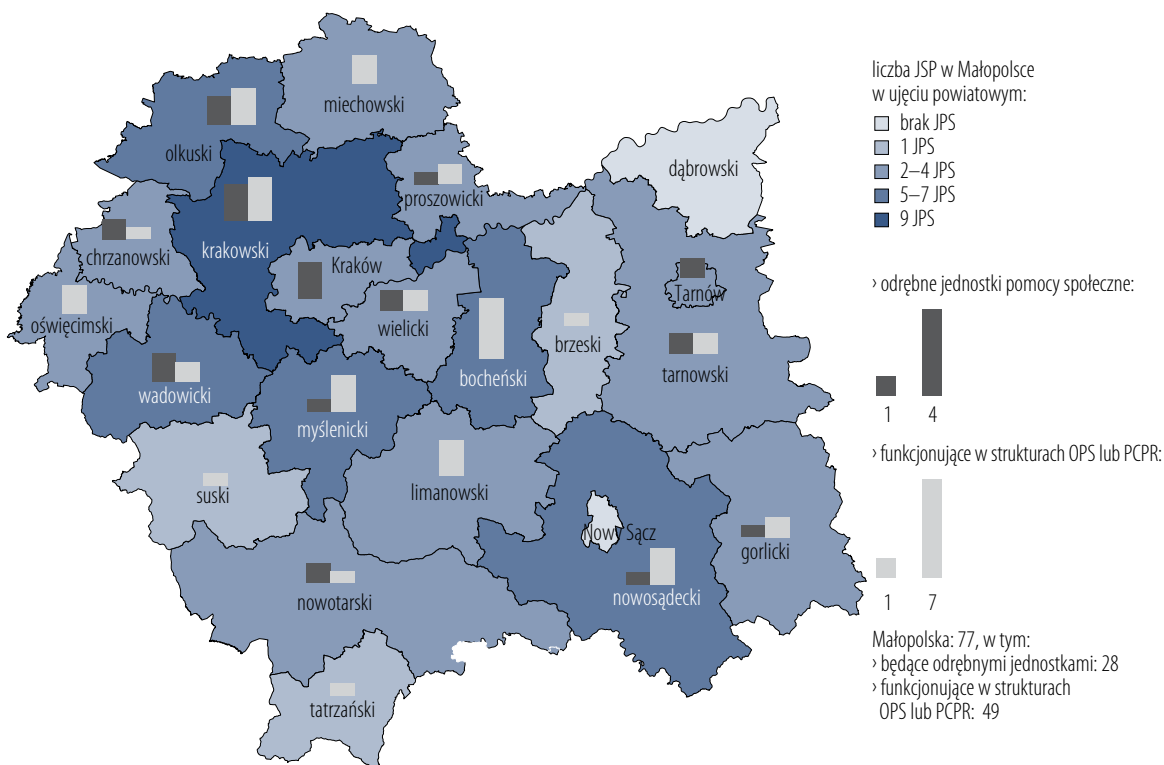 miechowski
olkuski
dąbrowski
proszowicki
krakowski
chrzanowski
Kraków
Tarnów
oświęcimski
wielicki
brzeski
tarnowski
bocheński
wadowicki
myślenicki
suski
limanowski
Nowy Sącz
gorlicki
nowotarski
nowosądecki
tatrzański
liczba JSP w Małopolsce
w ujęciu powiatowym:
brak JPS
1 JPS
2–4 JPS
5–7 JPS
9 JPS
› odrębne jednostki pomocy społeczne:
1 4
› funkcjonujące w strukturach OPS lub PCPR:
1 7
Małopolska: 77, w tym:
› będące odrębnymi jednostkami: 28
› funkcjonujące w strukturach
OPS lub PCPR: 49